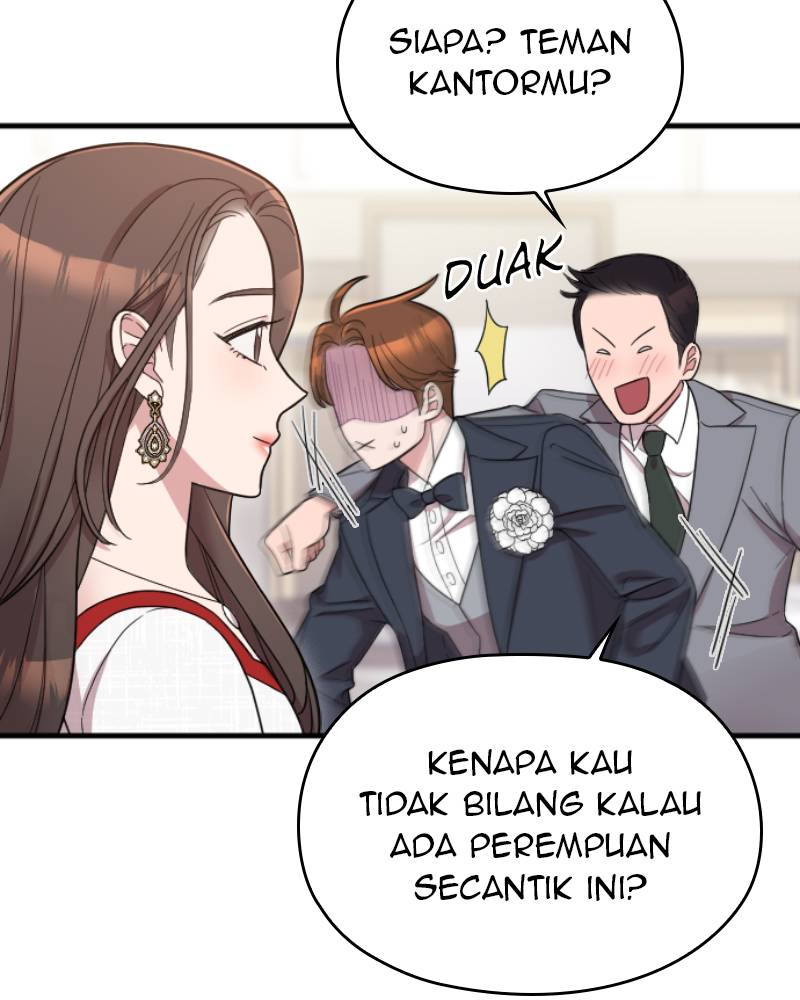 SIAPA? TEMAN
KANTORMU?
DUAK
KENAPA KAU
TIDAK BILANG KALAU
ADA PEREMPUAN
SECANTIK INI?